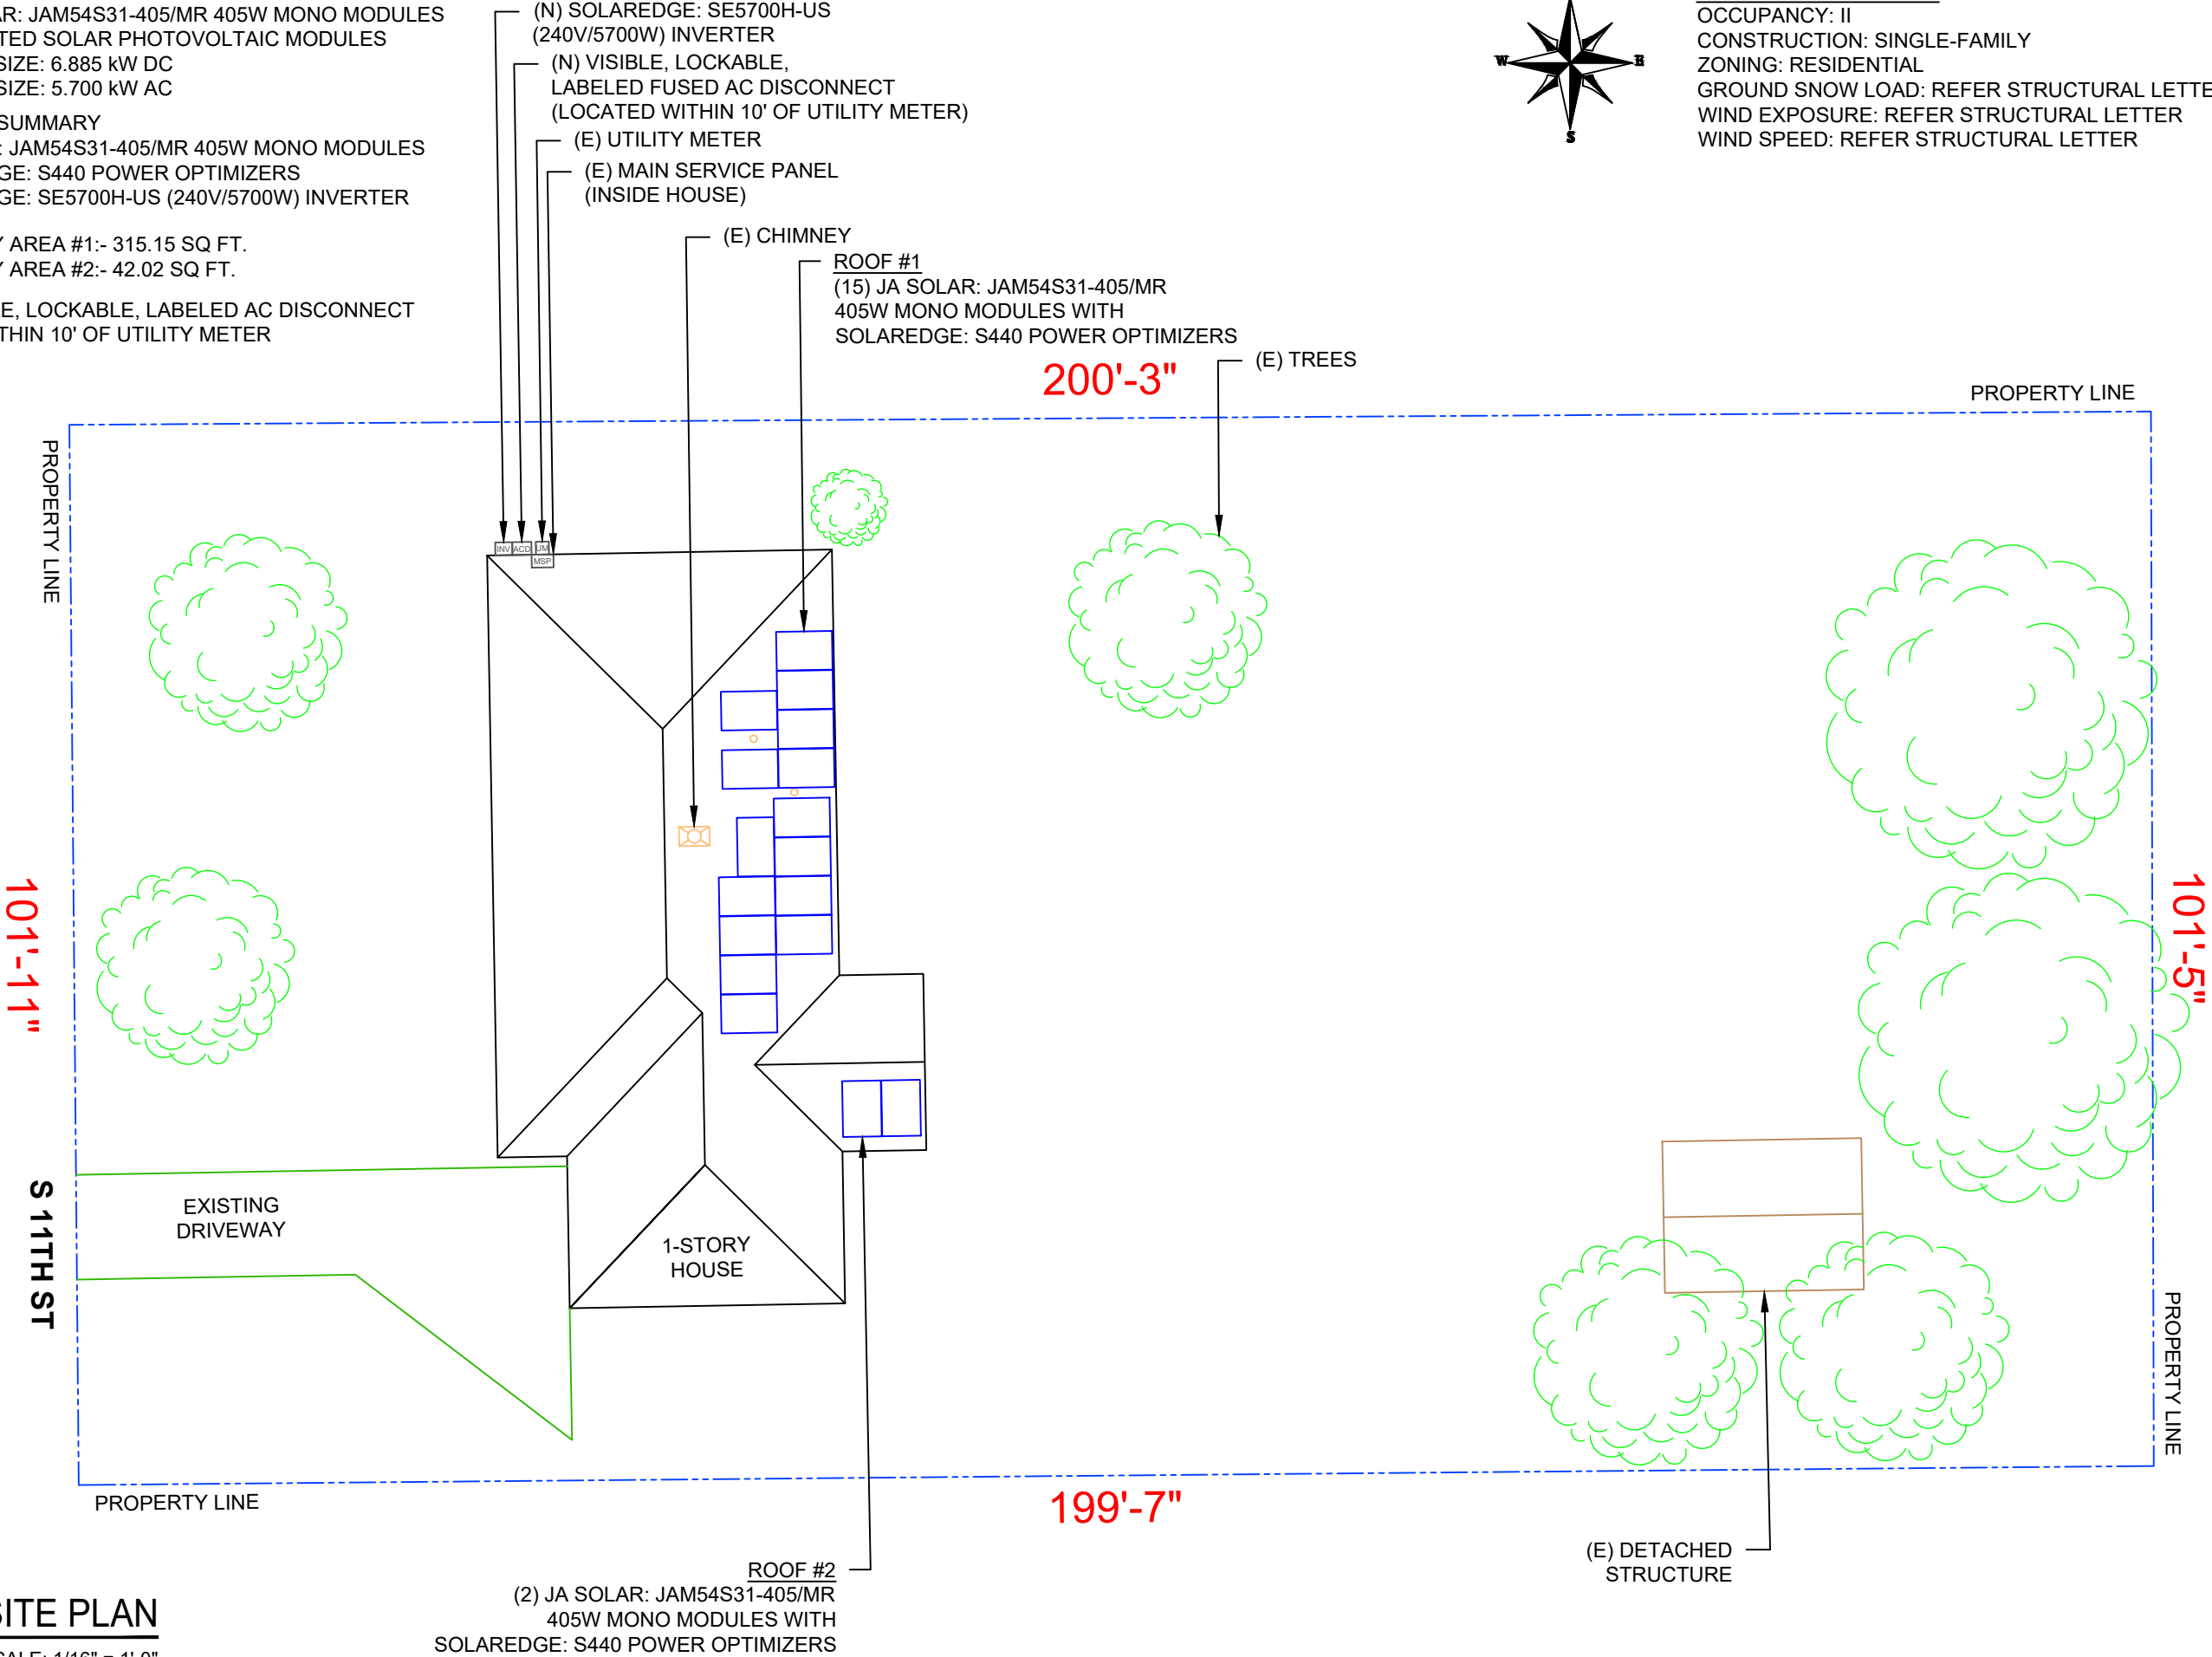 AR: JAM54S31-405/MR 405W MONO MODULES
TED SOLAR PHOTOVOLTAIC MODULES
SIZE: 6.885 kW DC
SIZE: 5.700 kW AC
SUMMARY
: JAM54S31-405/MR 405W MONO MODULES
GE: S440 POWER OPTIMIZERS
GE: SE5700H-US (240V/5700W) INVERTER
Y AREA #1:- 315.15 SQ FT.
Y AREA #2:- 42.02 SQ FT.
E, LOCKABLE, LABELED AC DISCONNECT
THIN 10' OF UTILITY METER
(N) SOLAREDGE: SE5700H-US
(240V/5700W) INVERTER
(N) VISIBLE, LOCKABLE,
LABELED FUSED AC DISCONNECT
(LOCATED WITHIN 10' OF UTILITY METER)
(E) UTILITY METER
(E) MAIN SERVICE PANEL
(INSIDE HOUSE)
(E) CHIMNEY
ROOF #1
(15) JA SOLAR: JAM54S31-405/MR
405W MONO MODULES WITH
SOLAREDGE: S440 POWER OPTIMIZERS
(E) TREES
W
E
S
OCCUPANCY: II
CONSTRUCTION: SINGLE-FAMILY
ZONING: RESIDENTIAL
GROUND SNOW LOAD: REFER STRUCTURAL LETTE
WIND EXPOSURE: REFER STRUCTURAL LETTER
WIND SPEED: REFER STRUCTURAL LETTER
200'-3"
PROPERTY LINE
PROPERTY LINE
INV
ACD
UM
MSP
101'-11"
101'-5"
S 11TH ST
EXISTING
DRIVEWAY
1-STORY
HOUSE
PROPERTY LINE
PROPERTY LINE
199'-7"
(E) DETACHED
STRUCTURE
ROOF #2
(2) JA SOLAR: JAM54S31-405/MR
405W MONO MODULES WITH
SOLAREDGE: S440 POWER OPTIMIZERS
SITE PLAN
CALE: 1/16" = 1'-0"